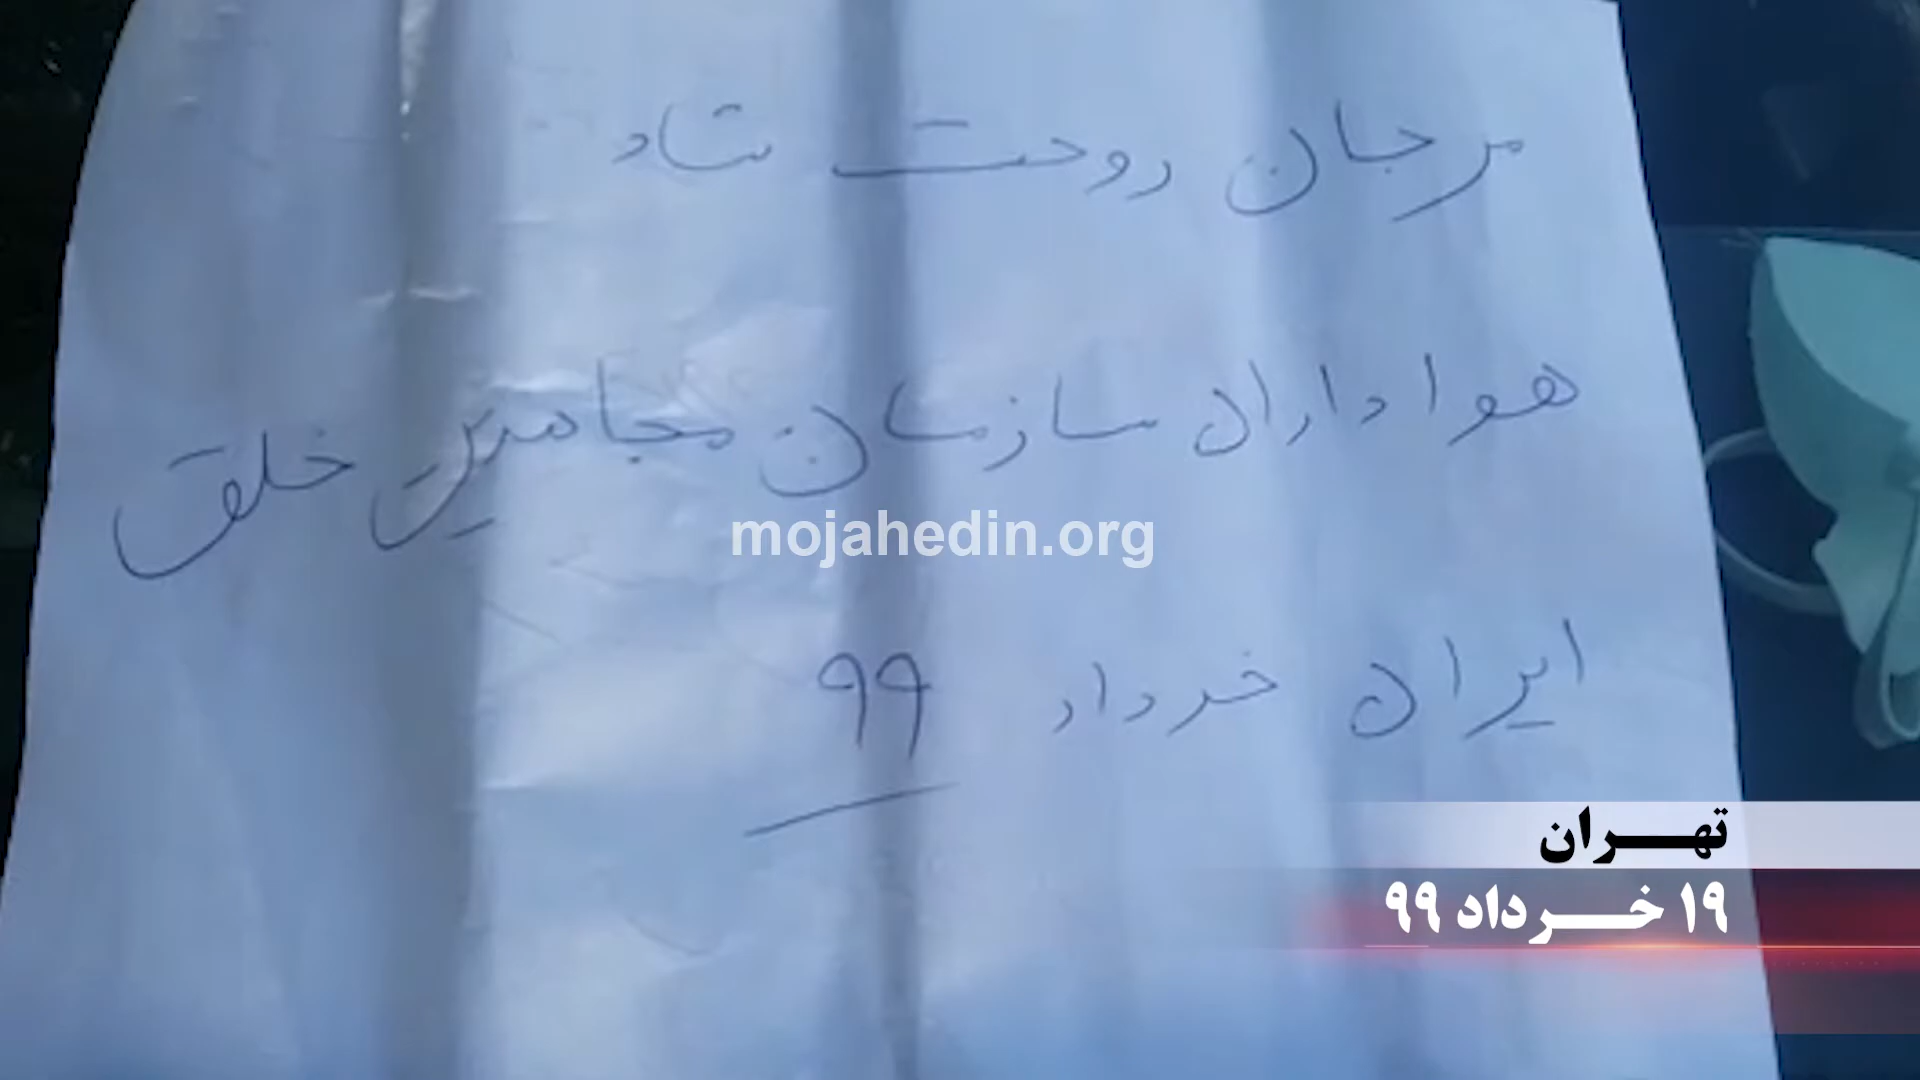 مرجان روحت شاد
هواداران سازمان مجاهدین خلق
mojahedin.org
ایران خرداد ۹۹
تهران
۱۹ خرداد ۹۹